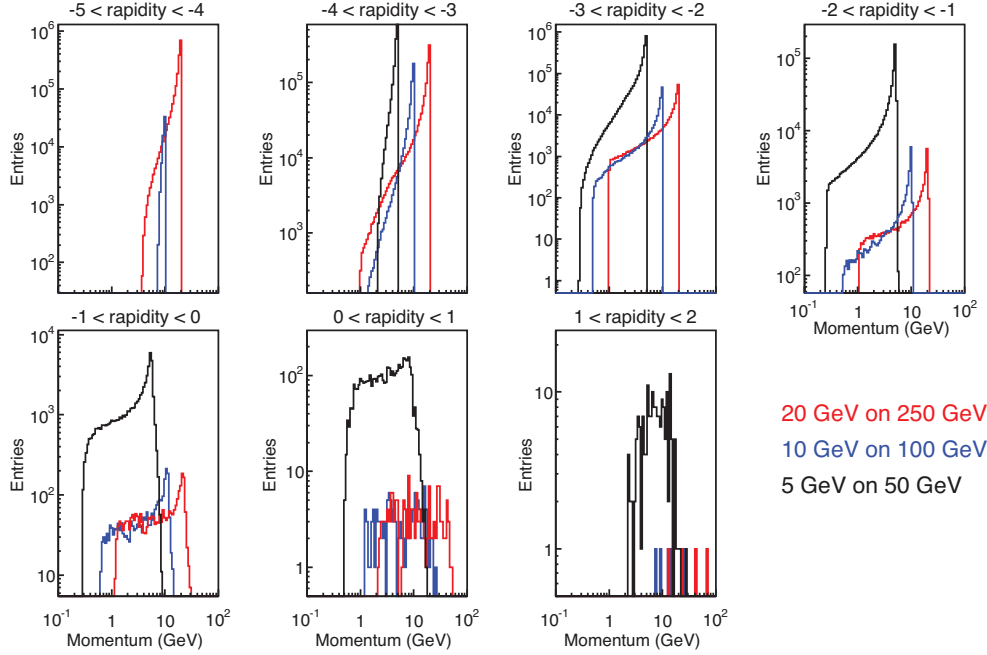 -5 < rapidity < -4
-4 < rapidity < -3
-3 < rapidity < -2
-2 < rapidity < -1
Entries
10^6
10^5
10^4
10^3
10^2
Entries
10^5
10^4
10^3
Entries
10^6
10^5
10^4
10^3
10^2
10
1
Entries
10^5
10^4
10^3
10^2
10^-1
1
10
10^2
Momentum (GeV)
-1 < rapidity < 0
0 < rapidity < 1
1 < rapidity < 2
Entries
10^4
10^3
10^2
10
10^-1
1
10
10^2
Momentum (GeV)
Entries
10^2
10
1
10^-1
1
10
10^2
Momentum (GeV)
Entries
10
1
10^-1
1
10
10^2
Momentum (GeV)
20 GeV on 250 GeV
10 GeV on 100 GeV
5 GeV on 50 GeV